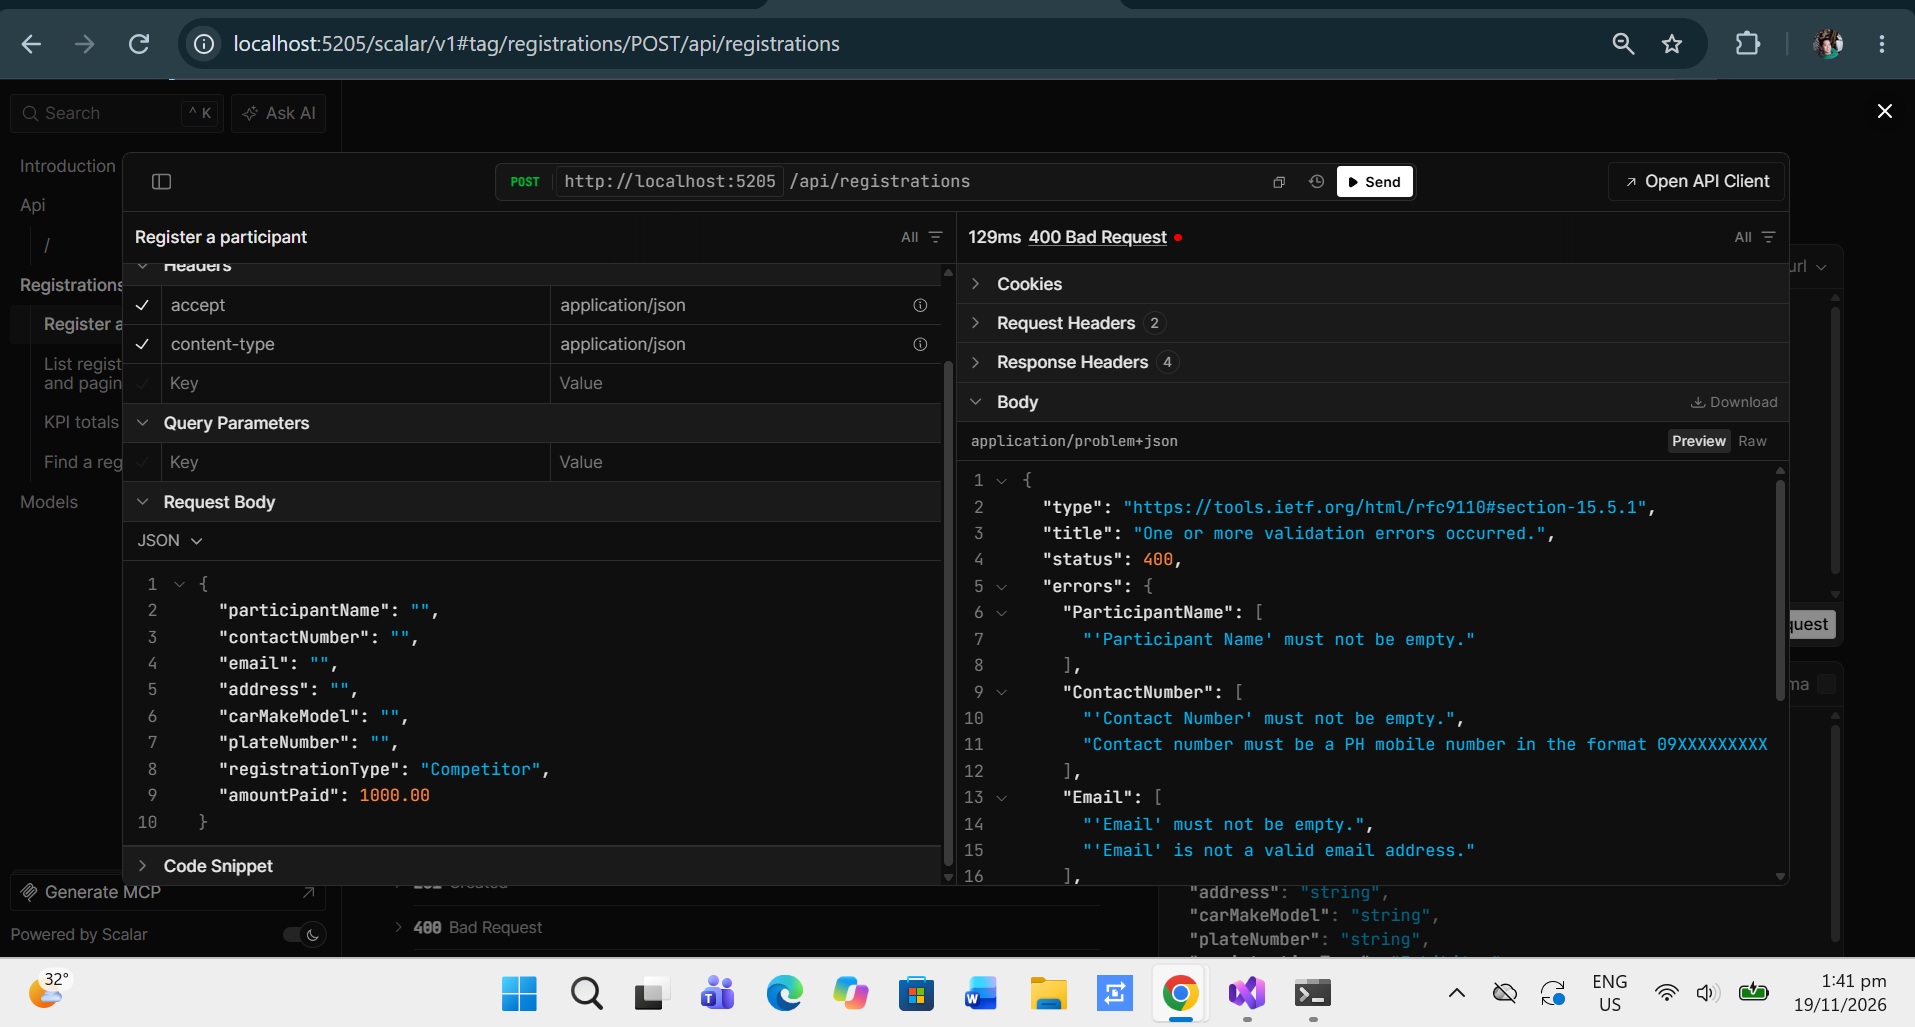 localhost:5205/scalar/v1#tag/registrations/POST/api/registrations
Search
^ K
Ask AI
Introduction
Api
/
Registrations
Register a
List regist
and pagin
KPI totals
Find a reg
Models
Generate MCP
Powered by Scalar
POST
http://localhost:5205
/api/registrations
Send
Open API Client
Register a participant
All
Headers
accept
application/json
content-type
application/json
Key
Value
Query Parameters
Key
Value
Request Body
JSON
1 {
2 "participantName": "",
3 "contactNumber": "",
4 "email": "",
5 "address": "",
6 "carMakeModel": "",
7 "plateNumber": "",
8 "registrationType": "Competitor",
9 "amountPaid": 1000.00
10 }
Code Snippet
129ms 400 Bad Request
All
Cookies
Request Headers 2
Response Headers 4
Body
Download
application/problem+json
Preview
Raw
1 {
2 "type": "https://tools.ietf.org/html/rfc9110#section-15.5.1",
3 "title": "One or more validation errors occurred.",
4 "status": 400,
5 "errors": {
6 "ParticipantName": [
7 "'Participant Name' must not be empty."
8 ],
9 "ContactNumber": [
10 "'Contact Number' must not be empty.",
11 "Contact number must be a PH mobile number in the format 09XXXXXXXXX
12 ],
13 "Email": [
14 "'Email' must not be empty.",
15 "'Email' is not a valid email address."
16 ],
url
quest
ma
Created
400 Bad Request
"address": "string",
"carMakeModel": "string",
"plateNumber": "string",
32°
ENG
US
1:41 pm
19/11/2026